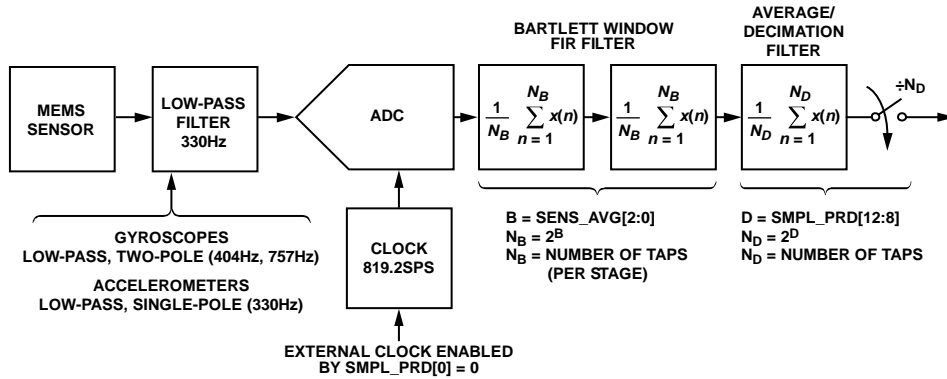 BARTLETT WINDOW
FIR FILTER
AVERAGE/
DECIMATION
FILTER
MEMS
SENSOR
LOW-PASS
FILTER
330Hz
ADC
1/N_B N_B ∑ n = 1 x(n)
1/N_B N_B ∑ n = 1 x(n)
1/N_D N_D ∑ n = 1 x(n)
÷N_D
GYROSCOPES
LOW-PASS, TWO-POLE (404Hz, 757Hz)
ACCELEROMETERS
LOW-PASS, SINGLE-POLE (330Hz)
CLOCK
819.2SPS
EXTERNAL CLOCK ENABLED
BY SMPL_PRD[0] = 0
B = SENS_AVG[2:0]
N_B = 2^B
N_B = NUMBER OF TAPS
(PER STAGE)
D = SMPL_PRD[12:8]
N_D = 2^D
N_D = NUMBER OF TAPS